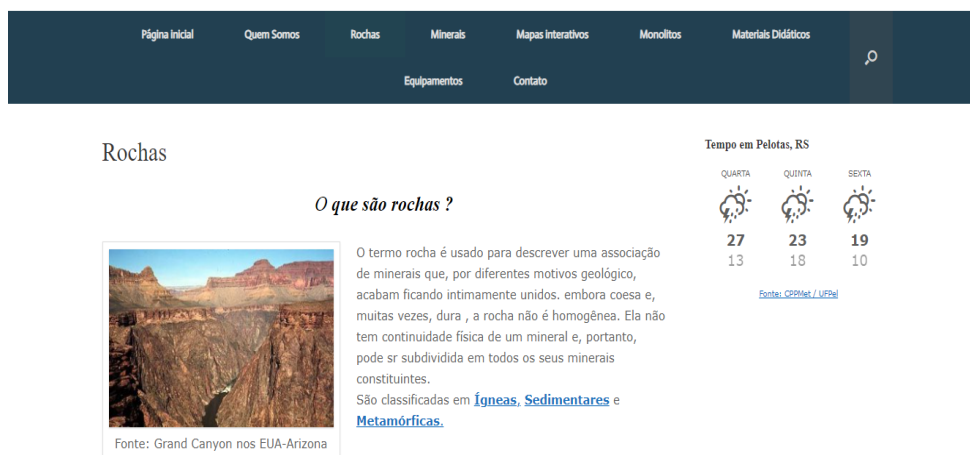 Página inicial Quem Somos Rochas Minerais Mapas interativos Monolitos Materiais Didáticos
Equipamentos Contato
Rochas
O que são rochas ?
O termo rocha é usado para descrever uma associação
de minerais que, por diferentes motivos geológico,
acabam ficando intimamente unidos. embora coesa e,
muitas vezes, dura , a rocha não é homogênea. Ela não
tem continuidade física de um mineral e, portanto,
pode sr subdividida em todos os seus minerais
constituintes.
São classificadas em Ígneas, Sedimentares e
Metamórficas.
Fonte: Grand Canyon nos EUA-Arizona
Tempo em Pelotas, RS
QUARTA QUINTA SEXTA
27 23 19
13 18 10
Fonte: CPPMet / UFPel